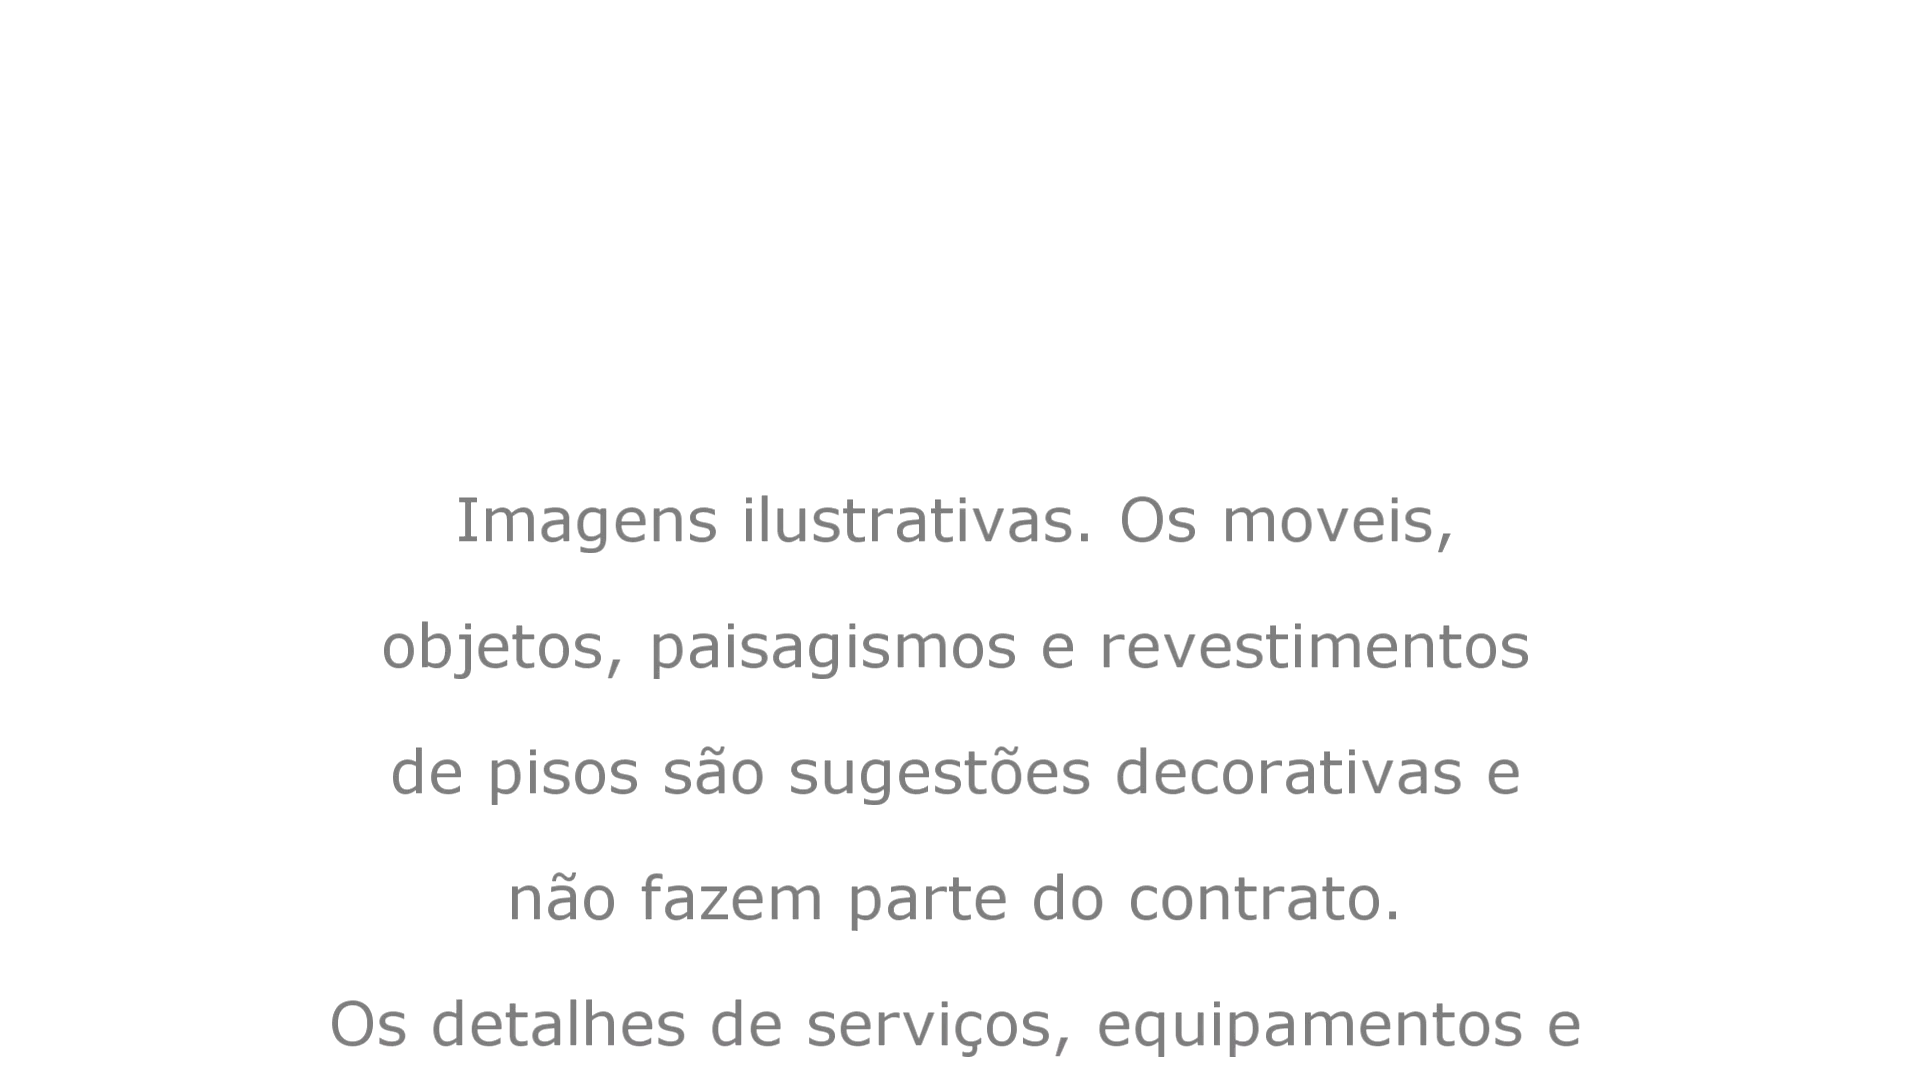 Imagens ilustrativas. Os moveis,
objetos, paisagismos e revestimentos
de pisos são sugestões decorativas e
não fazem parte do contrato.
Os detalhes de serviços, equipamentos e